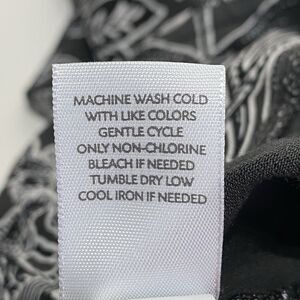 MACHINE WASH COLD
WITH LIKE COLORS
GENTLE CYCLE
ONLY NON-CHLORINE
BLEACH IF NEEDED
TUMBLE DRY LOW
COOL IRON IF NEEDED